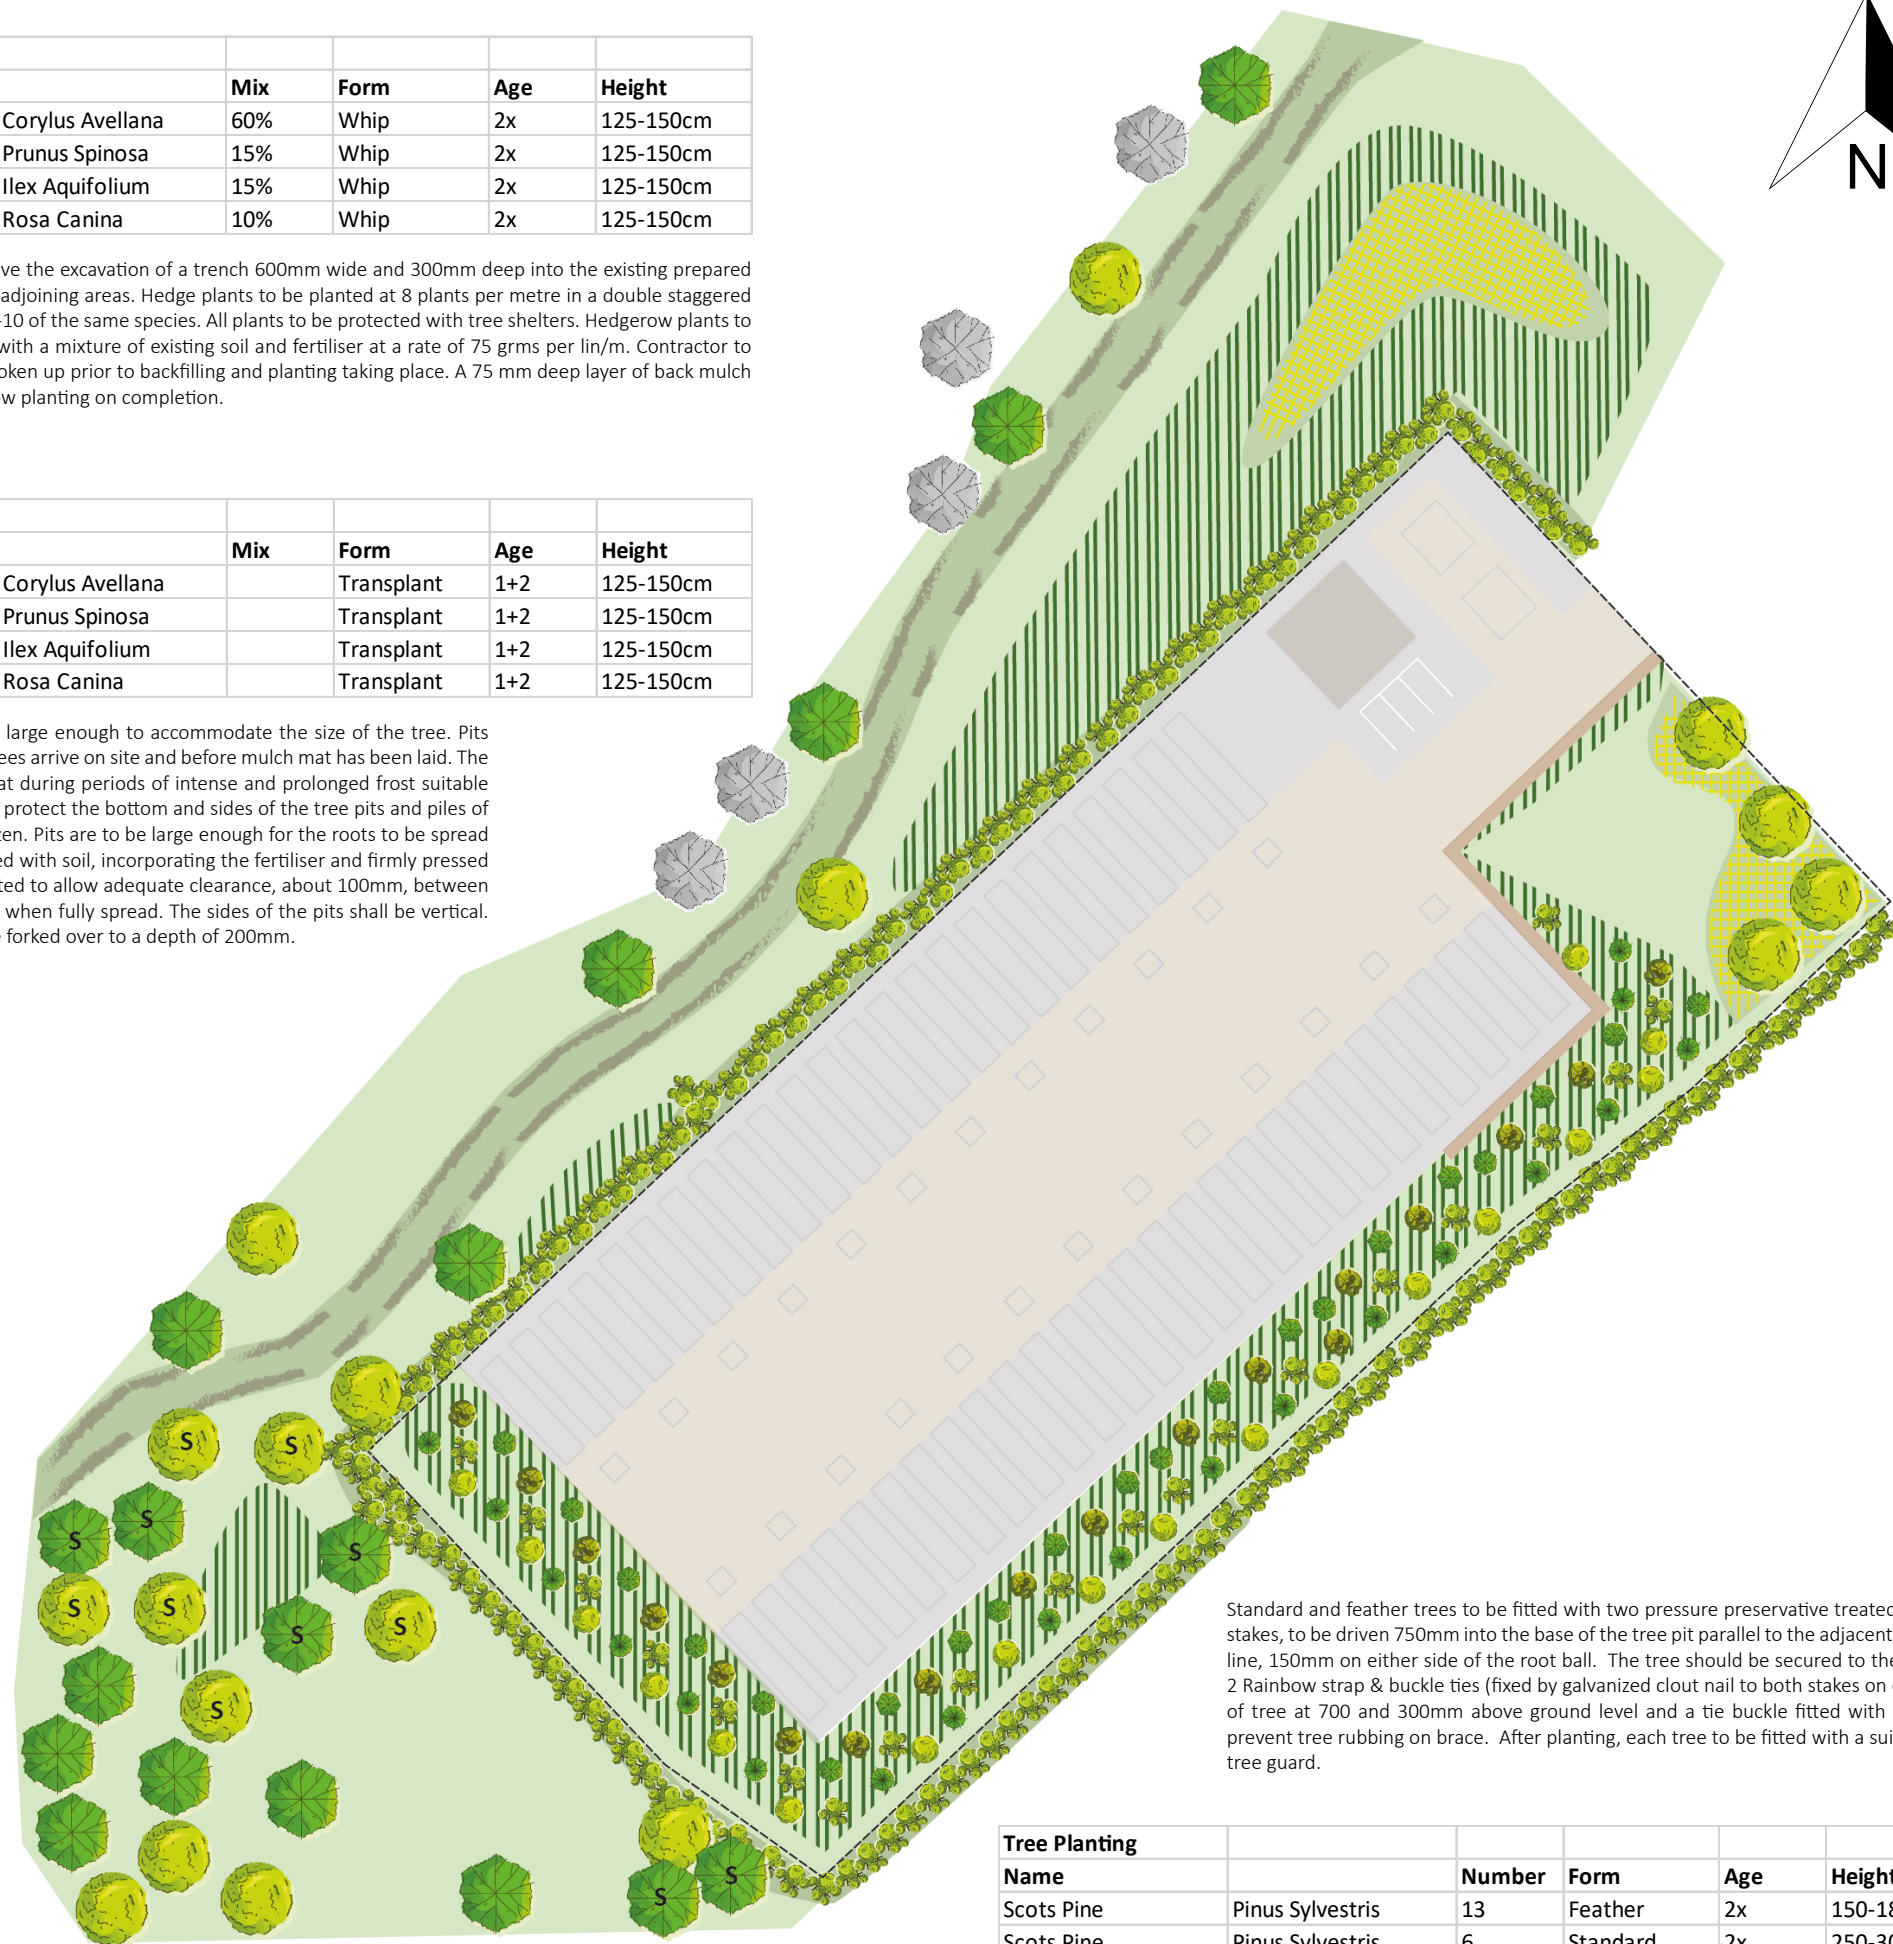 Mix Form Age Height
Corylus Avellana 60% Whip 2x 125-150cm
Prunus Spinosa 15% Whip 2x 125-150cm
Ilex Aquifolium 15% Whip 2x 125-150cm
Rosa Canina 10% Whip 2x 125-150cm
ve the excavation of a trench 600mm wide and 300mm deep into the existing prepared
adjoining areas. Hedge plants to be planted at 8 plants per metre in a double staggered
-10 of the same species. All plants to be protected with tree shelters. Hedgerow plants to
with a mixture of existing soil and fertiliser at a rate of 75 grms per lin/m. Contractor to
oken up prior to backfilling and planting taking place. A 75 mm deep layer of back mulch
ow planting on completion.
Mix Form Age Height
Corylus Avellana Transplant 1+2 125-150cm
Prunus Spinosa Transplant 1+2 125-150cm
Ilex Aquifolium Transplant 1+2 125-150cm
Rosa Canina Transplant 1+2 125-150cm
large enough to accommodate the size of the tree. Pits
ees arrive on site and before mulch mat has been laid. The
at during periods of intense and prolonged frost suitable
protect the bottom and sides of the tree pits and piles of
zen. Pits are to be large enough for the roots to be spread
ed with soil, incorporating the fertiliser and firmly pressed
ted to allow adequate clearance, about 100mm, between
when fully spread. The sides of the pits shall be vertical.
e forked over to a depth of 200mm.
N
S
S
S
S
S
S
S
S
S
S
S
S
Standard and feather trees to be fitted with two pressure preservative treated
stakes, to be driven 750mm into the base of the tree pit parallel to the adjacent
line, 150mm on either side of the root ball. The tree should be secured to the
2 Rainbow strap & buckle ties (fixed by galvanized clout nail to both stakes on
of tree at 700 and 300mm above ground level and a tie buckle fitted with
prevent tree rubbing on brace. After planting, each tree to be fitted with a sui
tree guard.
Tree Planting
Name Number Form Age Height
Scots Pine Pinus Sylvestris 13 Feather 2x 150-18
Scots Pine Pinus Sylvestris 6 Standard 2x 250-30